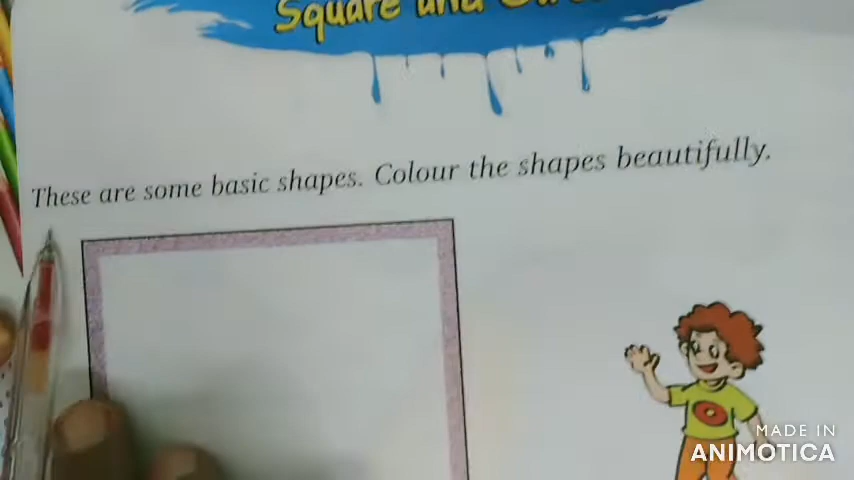 Square and
These are some basic shapes. Colour the shapes beautifully.
MADE IN
ANIMOTICA